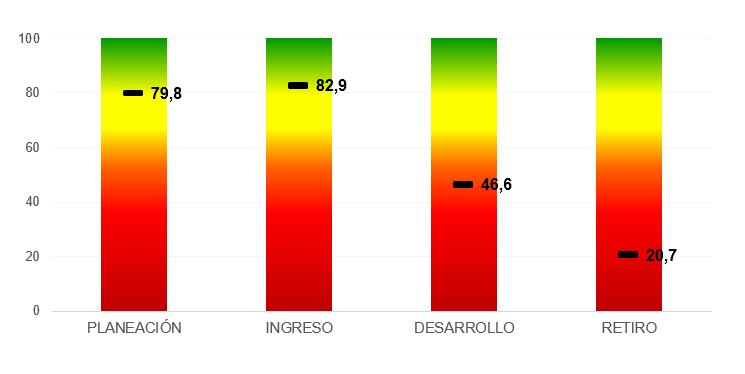 100
80
60
40
20
0
79,8
82,9
46,6
20,7
PLANEACIÓN
INGRESO
DESARROLLO
RETIRO